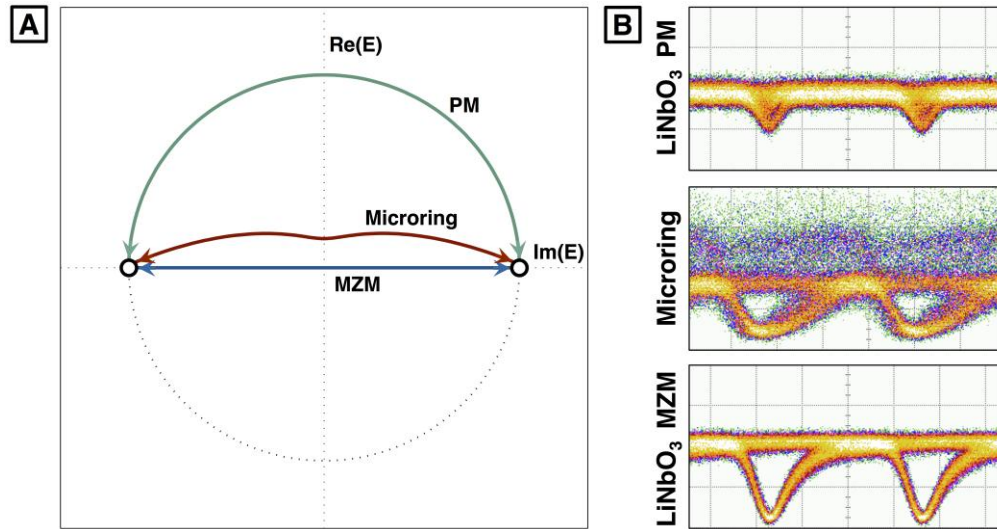 A
Re(E)
PM
Microring
Im(E)
MZM
B
LiNbO₃ PM
Microring
LiNbO₃ MZM